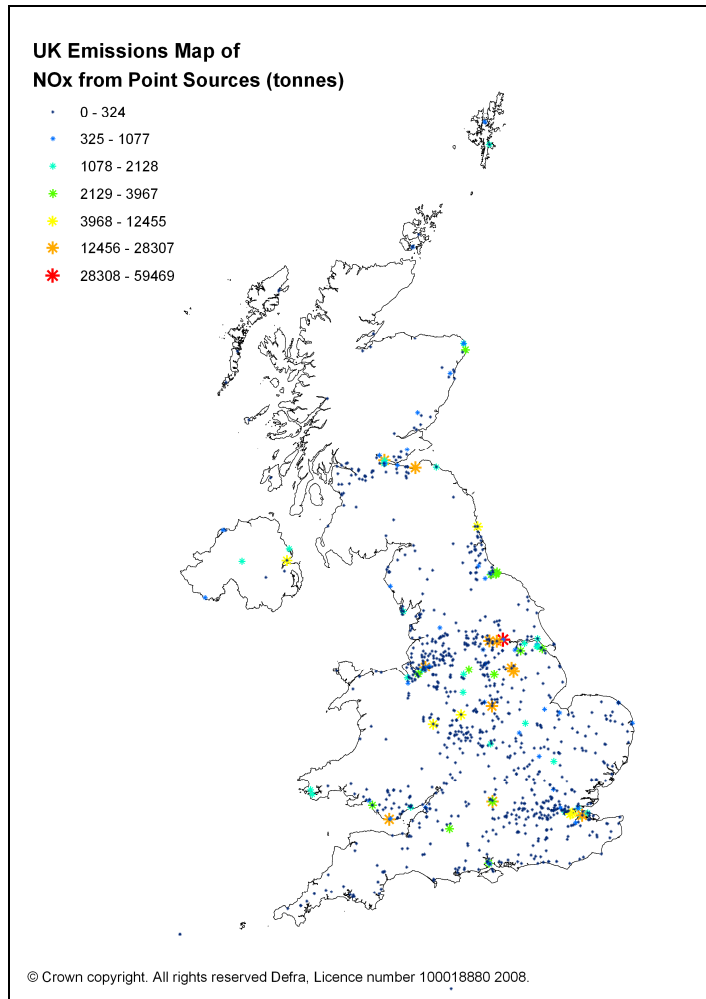 UK Emissions Map of
NOx from Point Sources (tonnes)
0 - 324
325 - 1077
1078 - 2128
2129 - 3967
3968 - 12455
12456 - 28307
28308 - 59469
© Crown copyright. All rights reserved Defra, Licence number 100018880 2008.